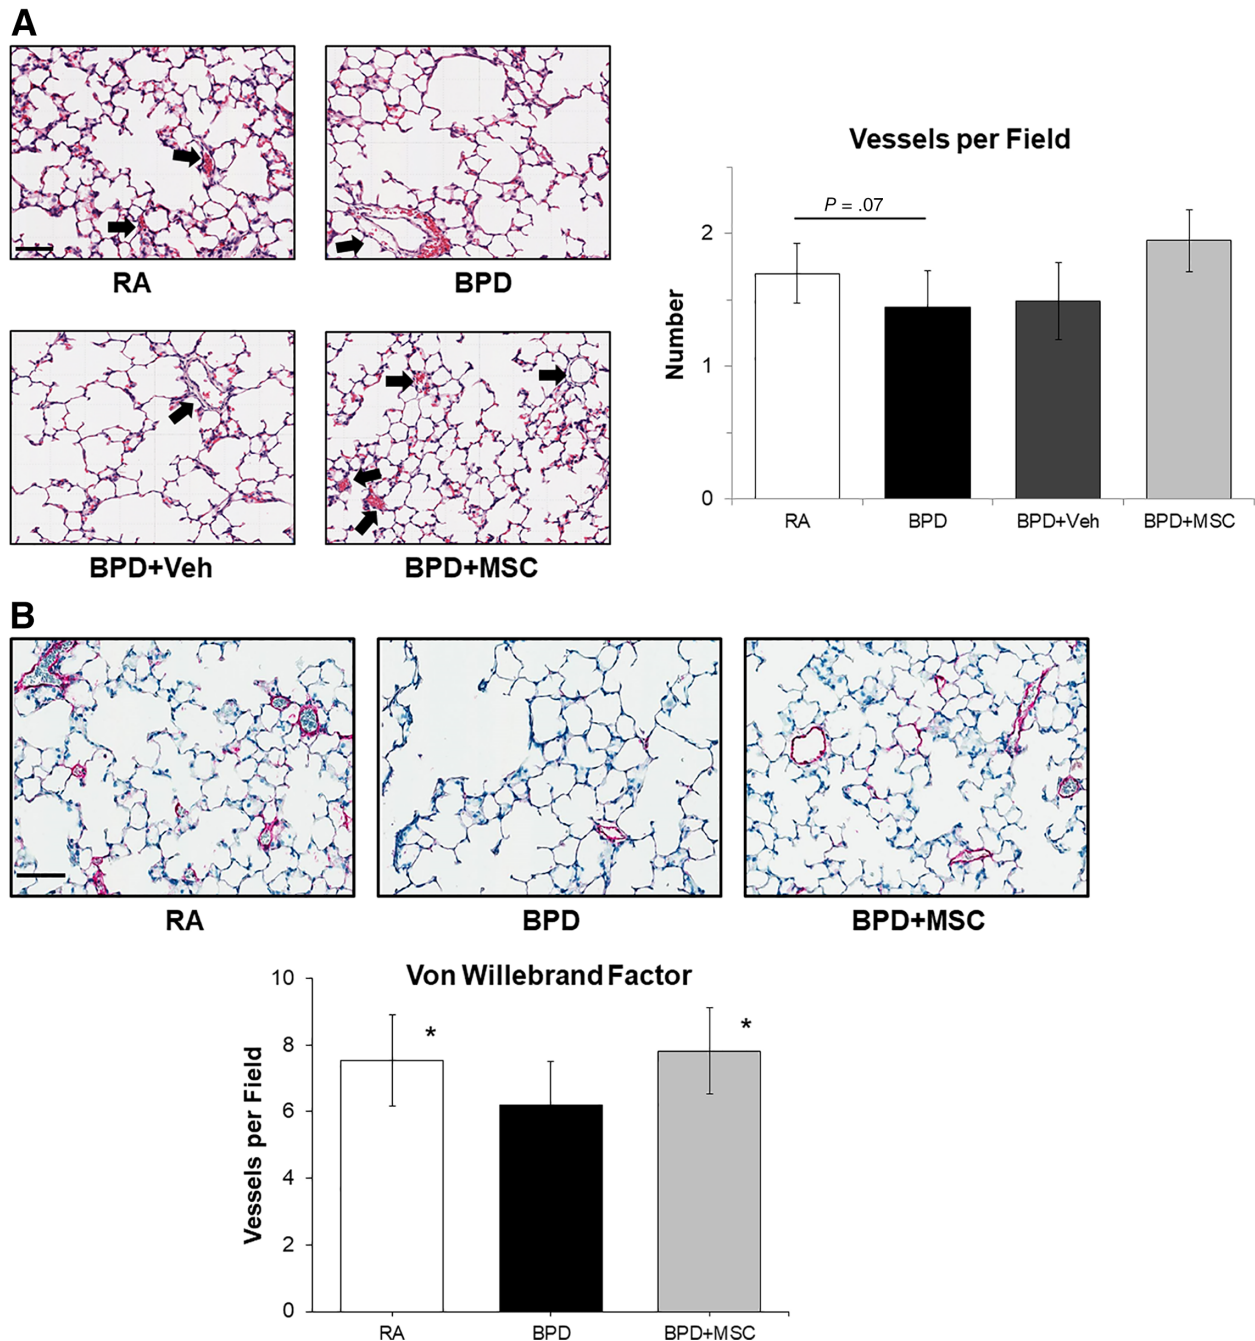 A
RA
BPD
BPD+Veh
BPD+MSC
Vessels per Field
P = .07
Number
2
1
0
RA
BPD
BPD+Veh
BPD+MSC
B
RA
BPD
BPD+MSC
Von Willebrand Factor
Vessels per Field
10
8
6
4
2
0
*
*
RA
BPD
BPD+MSC